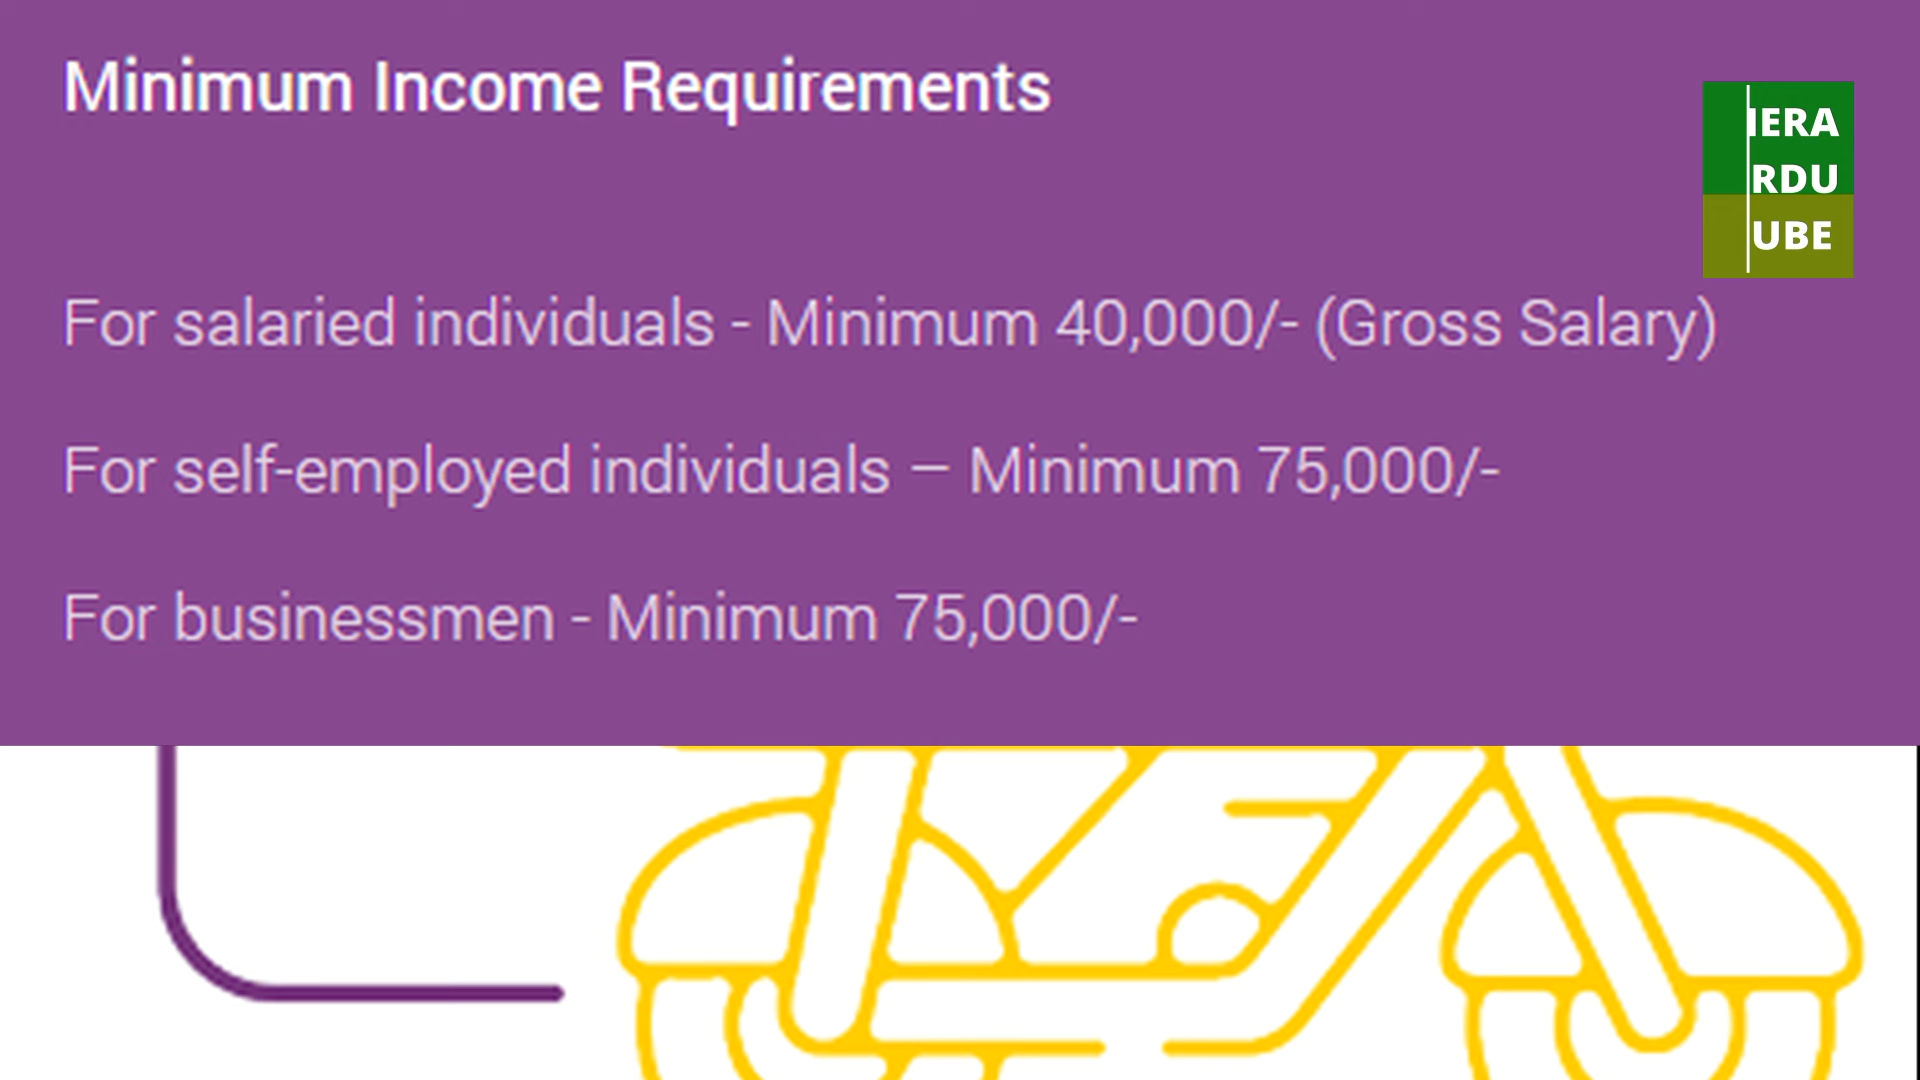 Minimum Income Requirements
IERA
RDU
UBE
For salaried individuals - Minimum 40,000/- (Gross Salary)
For self-employed individuals – Minimum 75,000/-
For businessmen - Minimum 75,000/-